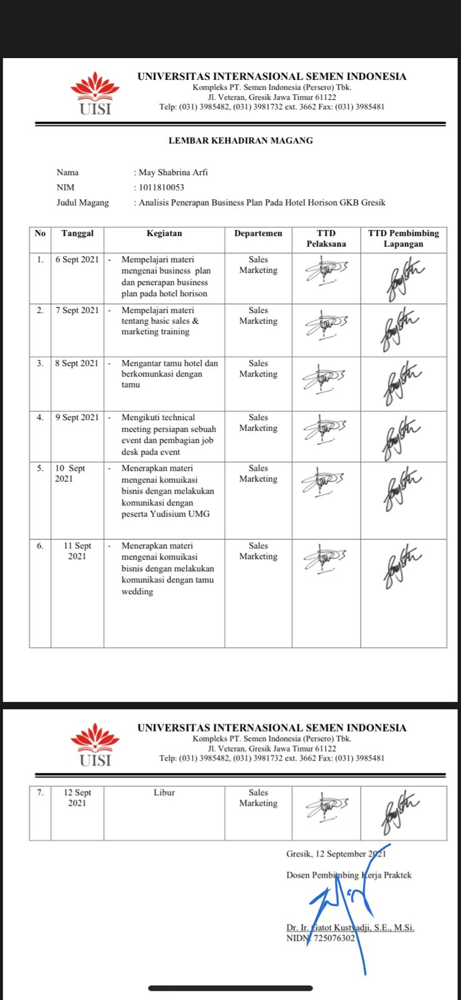 UNIVERSITAS INTERNASIONAL SEMEN INDONESIA
Kompleks PT. Semen Indonesia (Persero) Tbk.
Jl. Veteran, Gresik Jawa Timur 61122
Telp: (031) 3985482, (031) 3981732 ext. 3662 Fax: (031) 3985481
UISI
LEMBAR KEHADIRAN MAGANG
Nama : May Shabrina Arfi
NIM : 1011810053
Judul Magang : Analisis Penerapan Business Plan Pada Hotel Horison GKB Gresik
No Tanggal Kegiatan Departemen TTD TTD Pembimbing
Pelaksana Lapangan
1. 6 Sept 2021 - Mempelajari materi Sales
mengenai business plan Marketing
dan penerapan business
plan pada hotel horison
2. 7 Sept 2021 - Mempelajari materi Sales
tentang basic sales & Marketing
marketing training
3. 8 Sept 2021 - Mengantar tamu hotel dan Sales
berkomunkasi dengan Marketing
tamu
4. 9 Sept 2021 - Mengikuti technical Sales
meeting persiapan sebuah Marketing
event dan pembagian job
desk pada event
5. 10 Sept - Menerapkan materi Sales
2021 mengenai komuikasi Marketing
bisnis dengan melakukan
komunikasi dengan
peserta Yudisium UMG
6. 11 Sept - Menerapkan materi Sales
2021 mengenai komuikasi Marketing
bisnis dengan melakukan
komunikasi dengan tamu
wedding
UNIVERSITAS INTERNASIONAL SEMEN INDONESIA
Kompleks PT. Semen Indonesia (Persero) Tbk.
Jl. Veteran, Gresik Jawa Timur 61122
Telp: (031) 3985482, (031) 3981732 ext. 3662 Fax: (031) 3985481
UISI
7. 12 Sept Libur Sales
2021 Marketing
Gresik, 12 September 2021
Dosen Pembimbing Kerja Praktek
Dr. Ir. Gatot Kustyadji, S.E., M.Si.
NIDN. 725076302